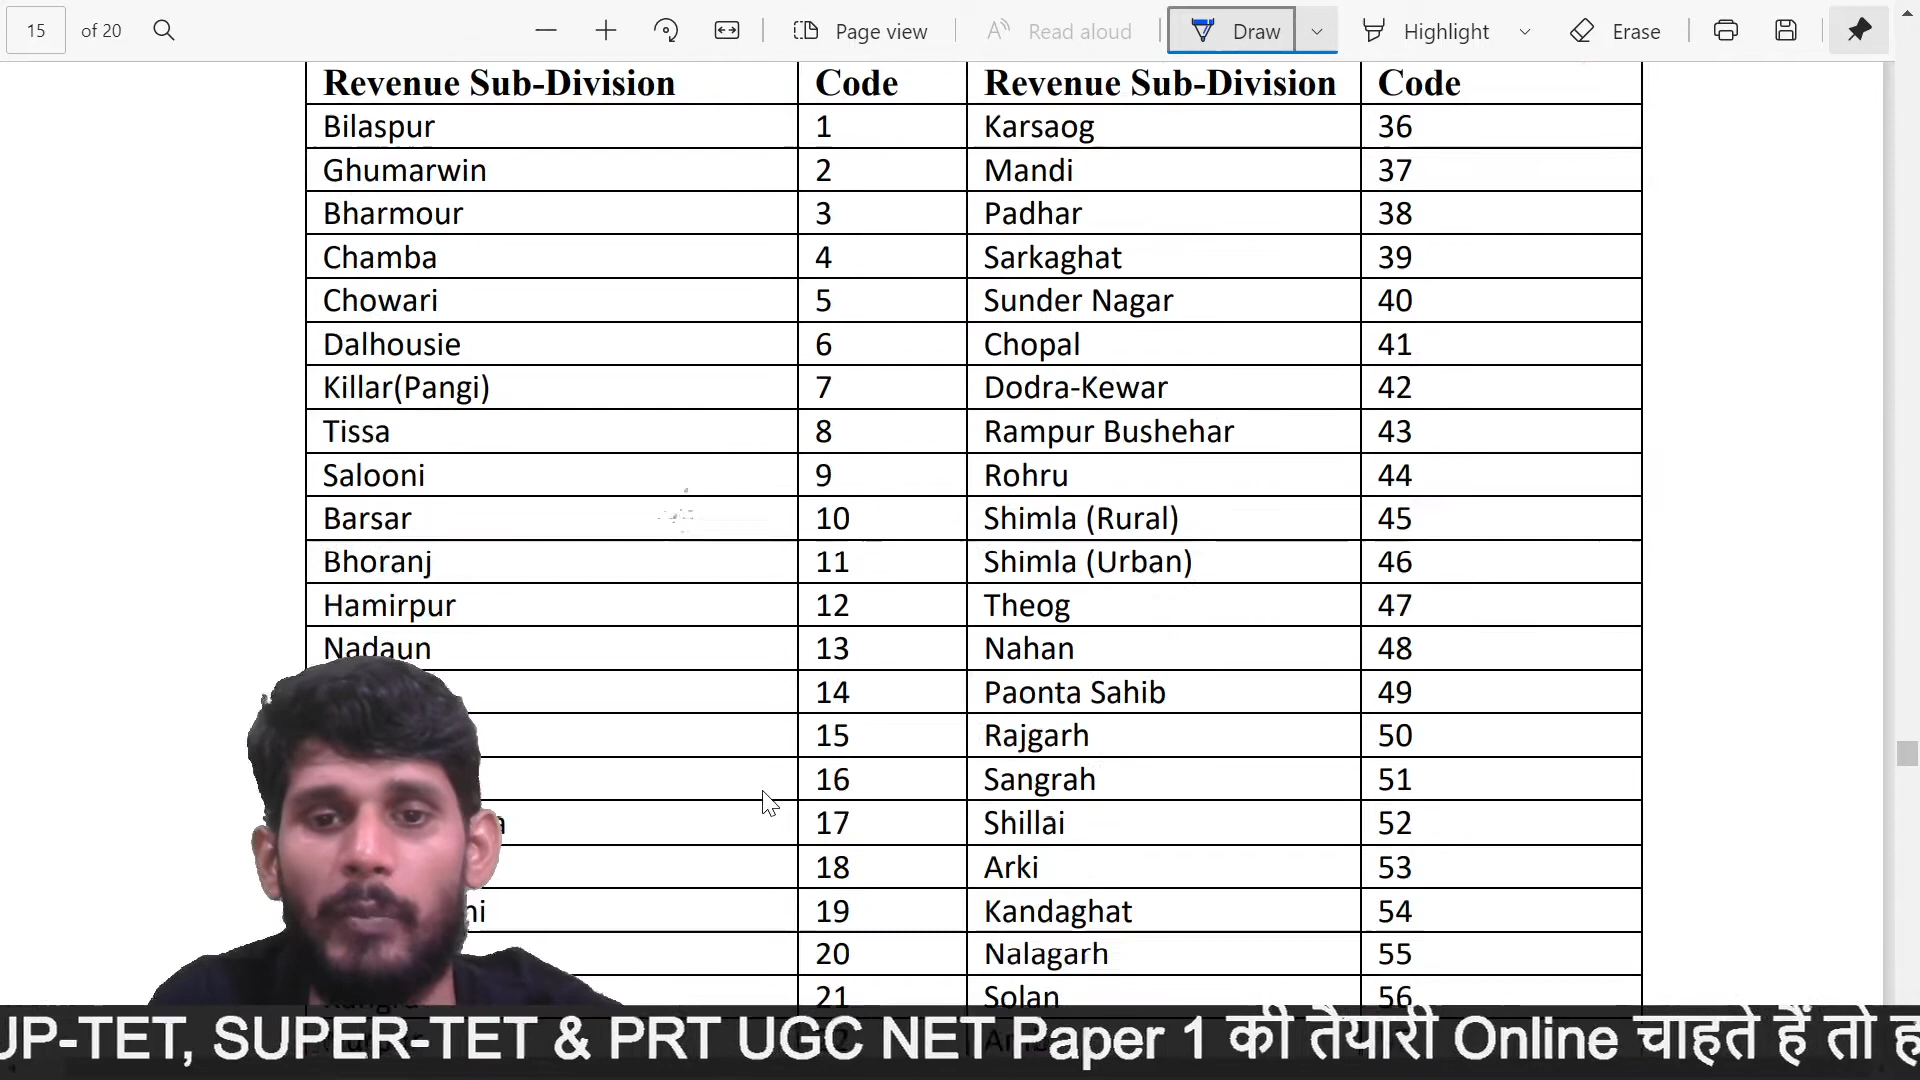 15 of 20 Page view Read aloud Draw Highlight Erase
Revenue Sub-Division Code Revenue Sub-Division Code
Bilaspur 1 Karsaog 36
Ghumarwin 2 Mandi 37
Bharmour 3 Padhar 38
Chamba 4 Sarkaghat 39
Chowari 5 Sunder Nagar 40
Dalhousie 6 Chopal 41
Killar(Pangi) 7 Dodra-Kewar 42
Tissa 8 Rampur Bushehar 43
Salooni 9 Rohru 44
Barsar 10 Shimla (Rural) 45
Bhoranj 11 Shimla (Urban) 46
Hamirpur 12 Theog 47
Nadaun 13 Nahan 48
14 Paonta Sahib 49
15 Rajgarh 50
16 Sangrah 51
17 Shillai 52
18 Arki 53
19 Kandaghat 54
20 Nalagarh 55
21 Solan 56
UP-TET, SUPER-TET & PRT UGC NET Paper 1 की तैयारी Online चाहते हैं तो ह